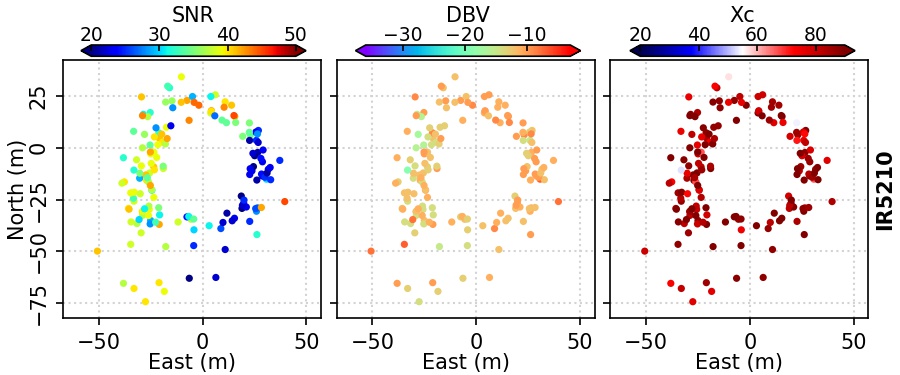 SNR DBV Xc
20 30 40 50 −30 −20 −10 20 40 60 80
North (m)
25
0
−25
−50
−75
−50 0 50 −50 0 50 −50 0 50
East (m) East (m) East (m)
IR5210